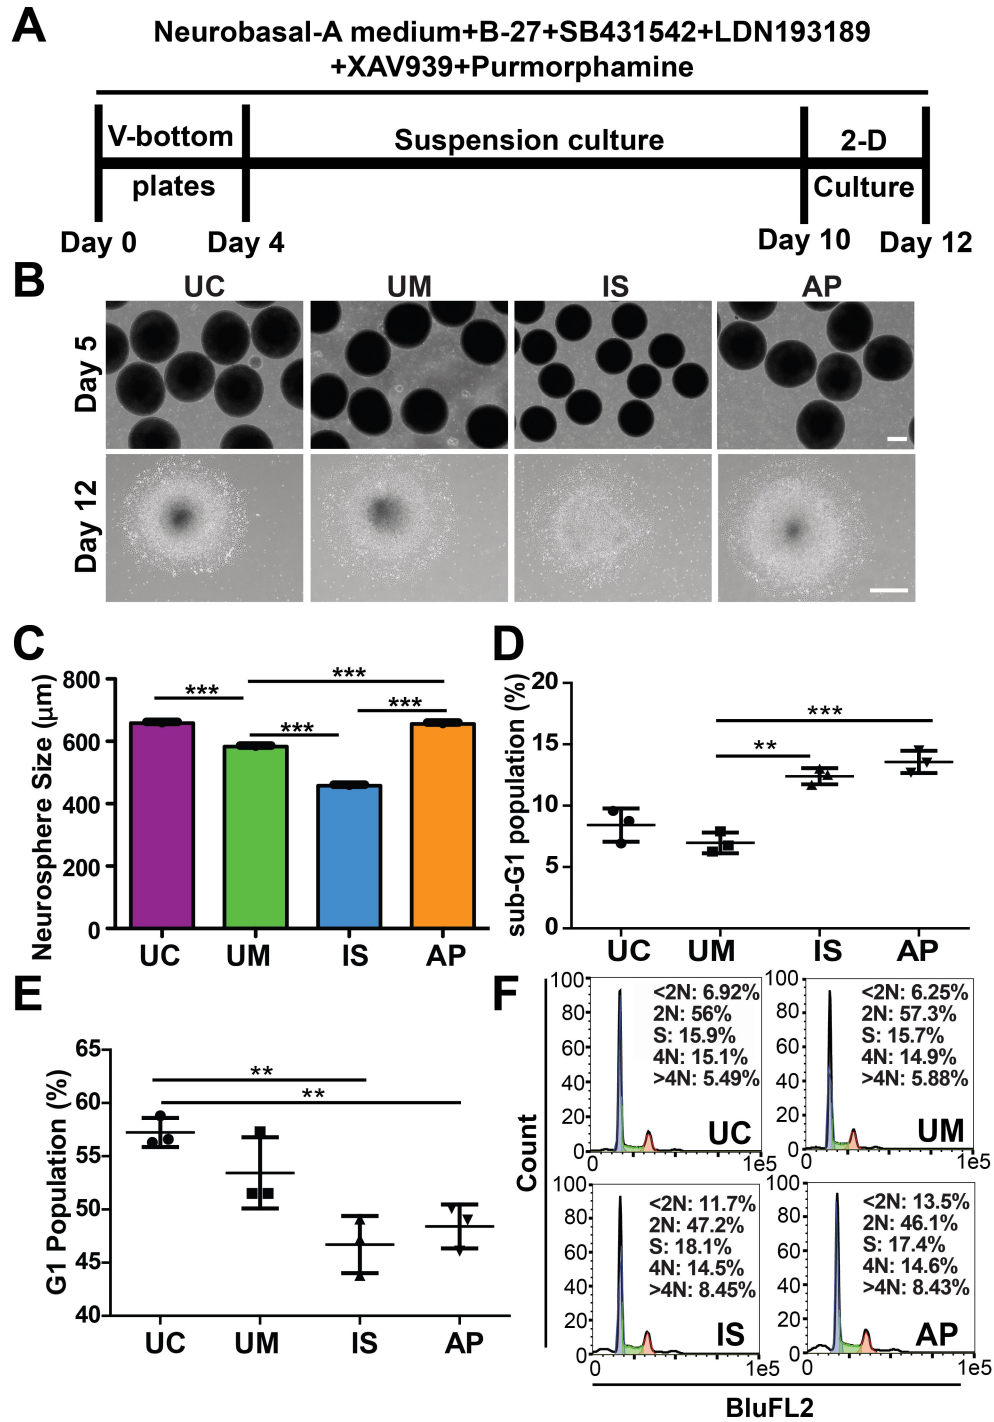 A
Neurobasal-A medium+B-27+SB431542+LDN193189
+XAV939+Purmorphamine
V-bottom
plates
Suspension culture
2-D
Culture
Day 0
Day 4
Day 10
Day 12
B
UC
UM
IS
AP
Day 5
Day 12
C
Neurosphere Size (µm)
800
600
400
200
0
***
***
***
***
UC
UM
IS
AP
D
sub-G1 population (%)
20
15
10
5
0
***
**
UC
UM
IS
AP
E
G1 Population (%)
65
60
55
50
45
40
**
**
UC
UM
IS
AP
F
Count
100
80
60
40
20
0
0
1e5
<2N: 6.92%
2N: 56%
S: 15.9%
4N: 15.1%
>4N: 5.49%
UC
100
80
60
40
20
0
0
1e5
<2N: 6.25%
2N: 57.3%
S: 15.7%
4N: 14.9%
>4N: 5.88%
UM
100
80
60
40
20
0
0
1e5
<2N: 11.7%
2N: 47.2%
S: 18.1%
4N: 14.5%
>4N: 8.45%
IS
100
80
60
40
20
0
0
1e5
<2N: 13.5%
2N: 46.1%
S: 17.4%
4N: 14.6%
>4N: 8.43%
AP
BluFL2